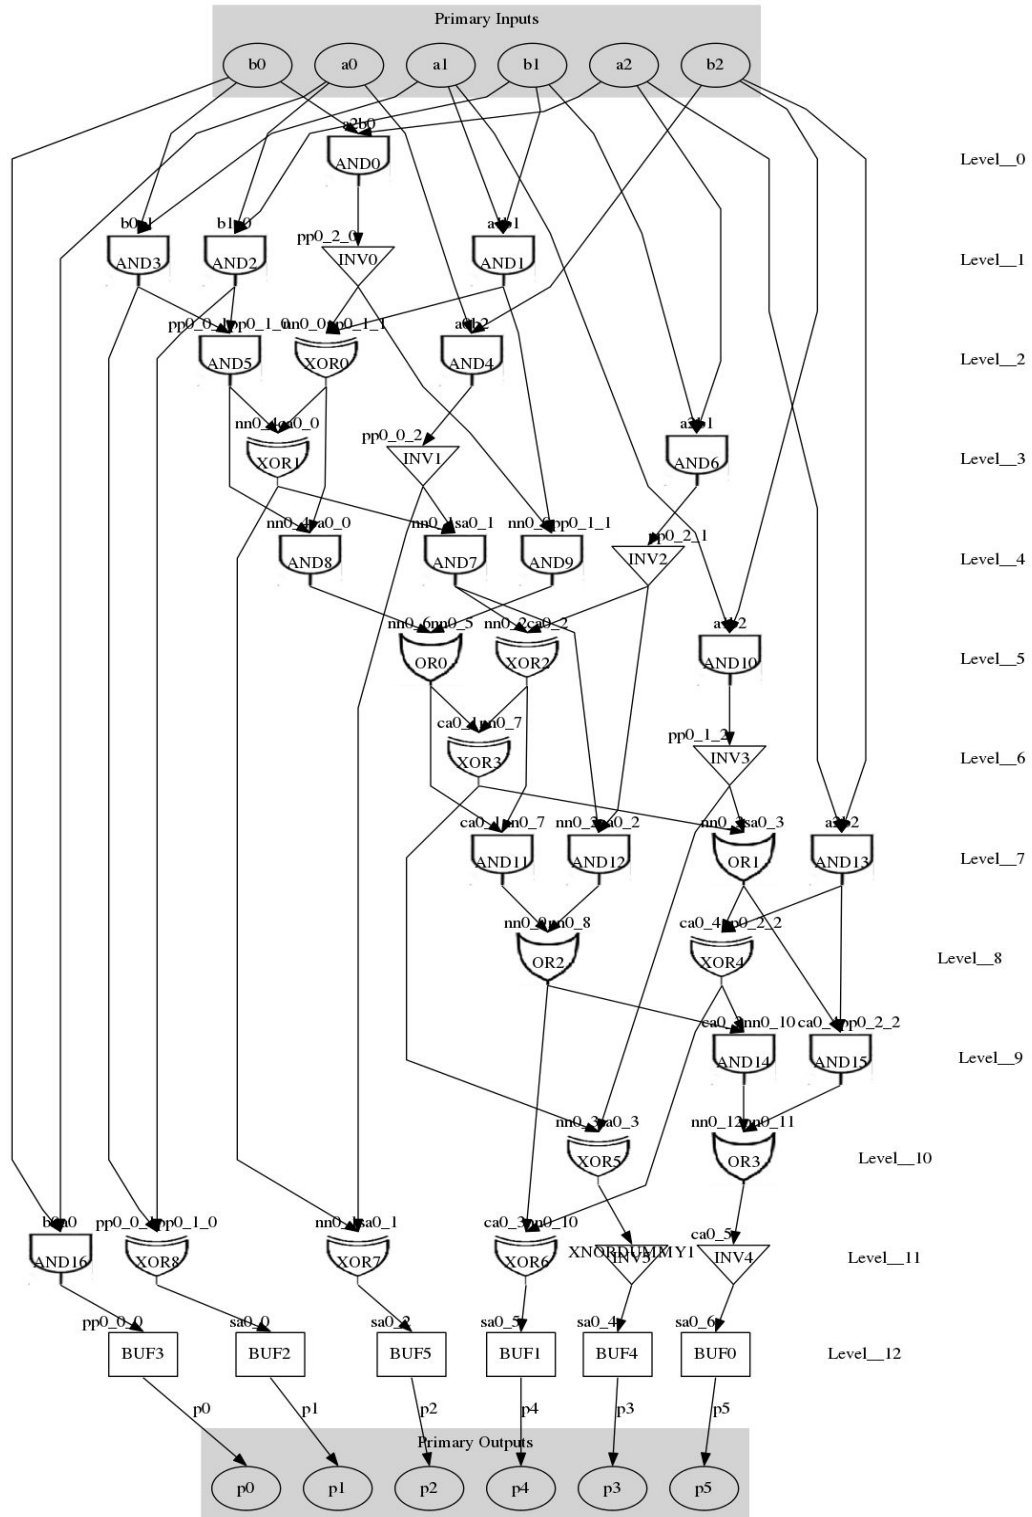 Primary Inputs
b0 a0 a1 b1 a2 b2
a2b0
AND0 Level__0
pp0_2_0
AND3 AND2 INV0 AND1 Level__1
AND5 XOR0 AND4 Level__2
pp0_0_2
XOR1 INV1 AND6 Level__3
pp0_2_1
AND8 AND7 AND9 INV2 Level__4
nn0_6nn0_5
OR0 XOR2 AND10 Level__5
pp0_1_2
XOR3 INV3 Level__6
AND11 AND12 OR1 AND13 Level__7
OR2 XOR4 Level__8
AND14 AND15 Level__9
XOR5 OR3 Level__10
ca0_5
AND16 XOR8 XOR7 XOR6 INV5 INV4 Level__11
pp0_0_0 sa0_0 sa0_2 sa0_5 sa0_4 sa0_6
BUF3 BUF2 BUF5 BUF1 BUF4 BUF0 Level__12
p0 p1 p2 p4 p3 p5
Primary Outputs
p0 p1 p2 p4 p3 p5